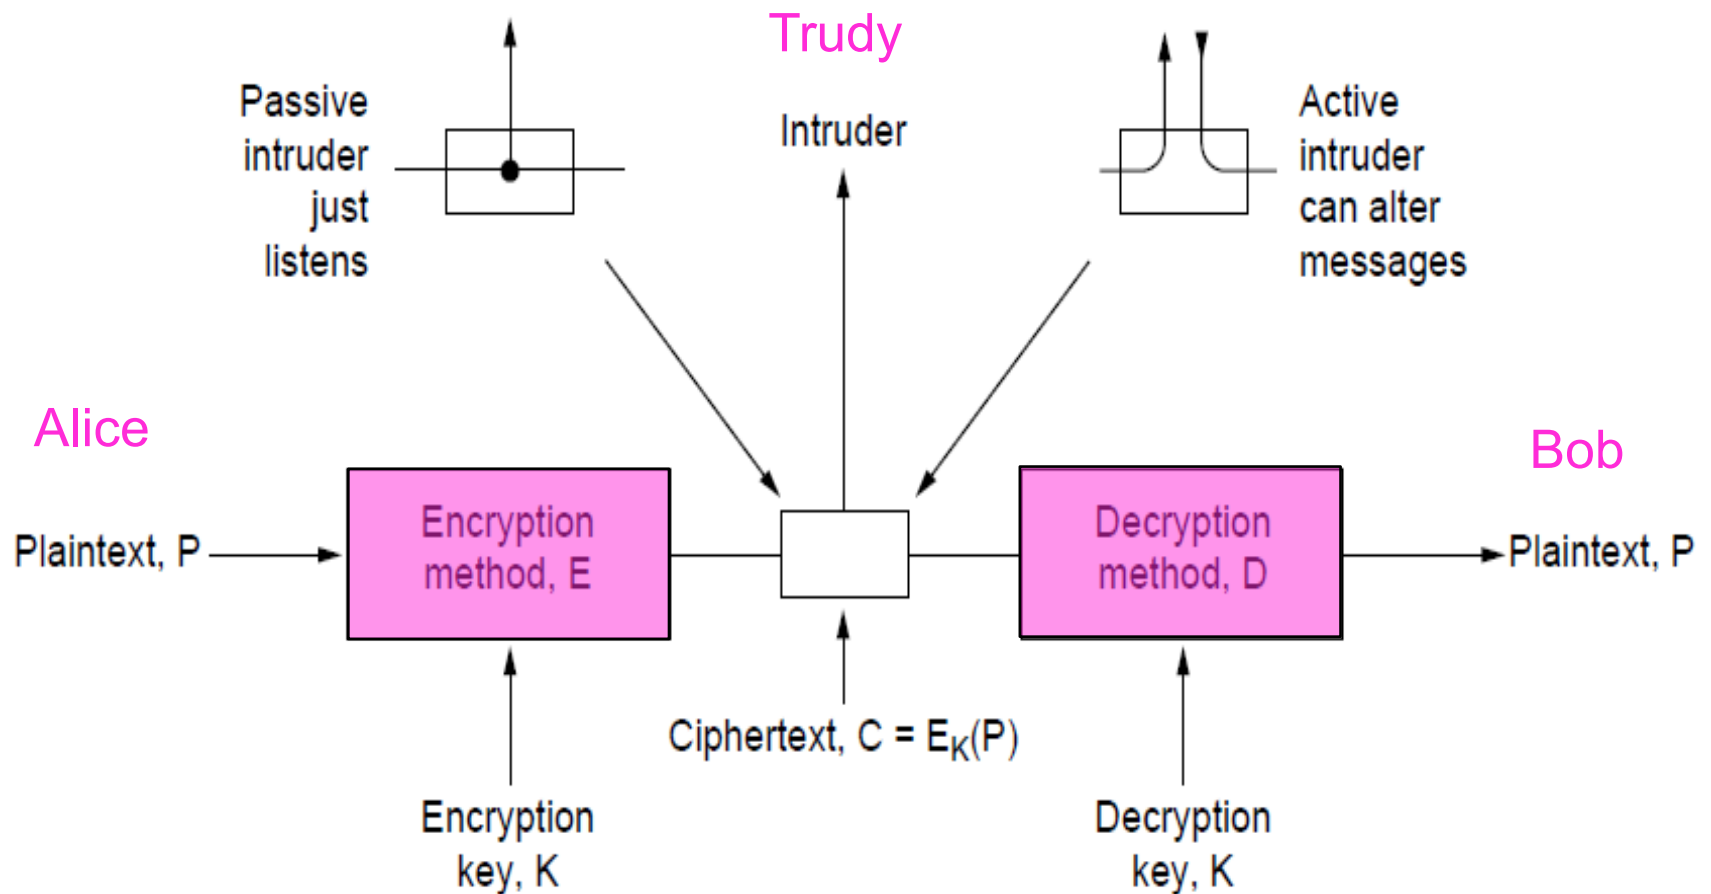 Trudy
Passive
intruder
just
listens
Intruder
Active
intruder
can alter
messages
Alice
Bob
Plaintext, P
Encryption
method, E
Decryption
method, D
Plaintext, P
Ciphertext, C = E_K(P)
Encryption
key, K
Decryption
key, K